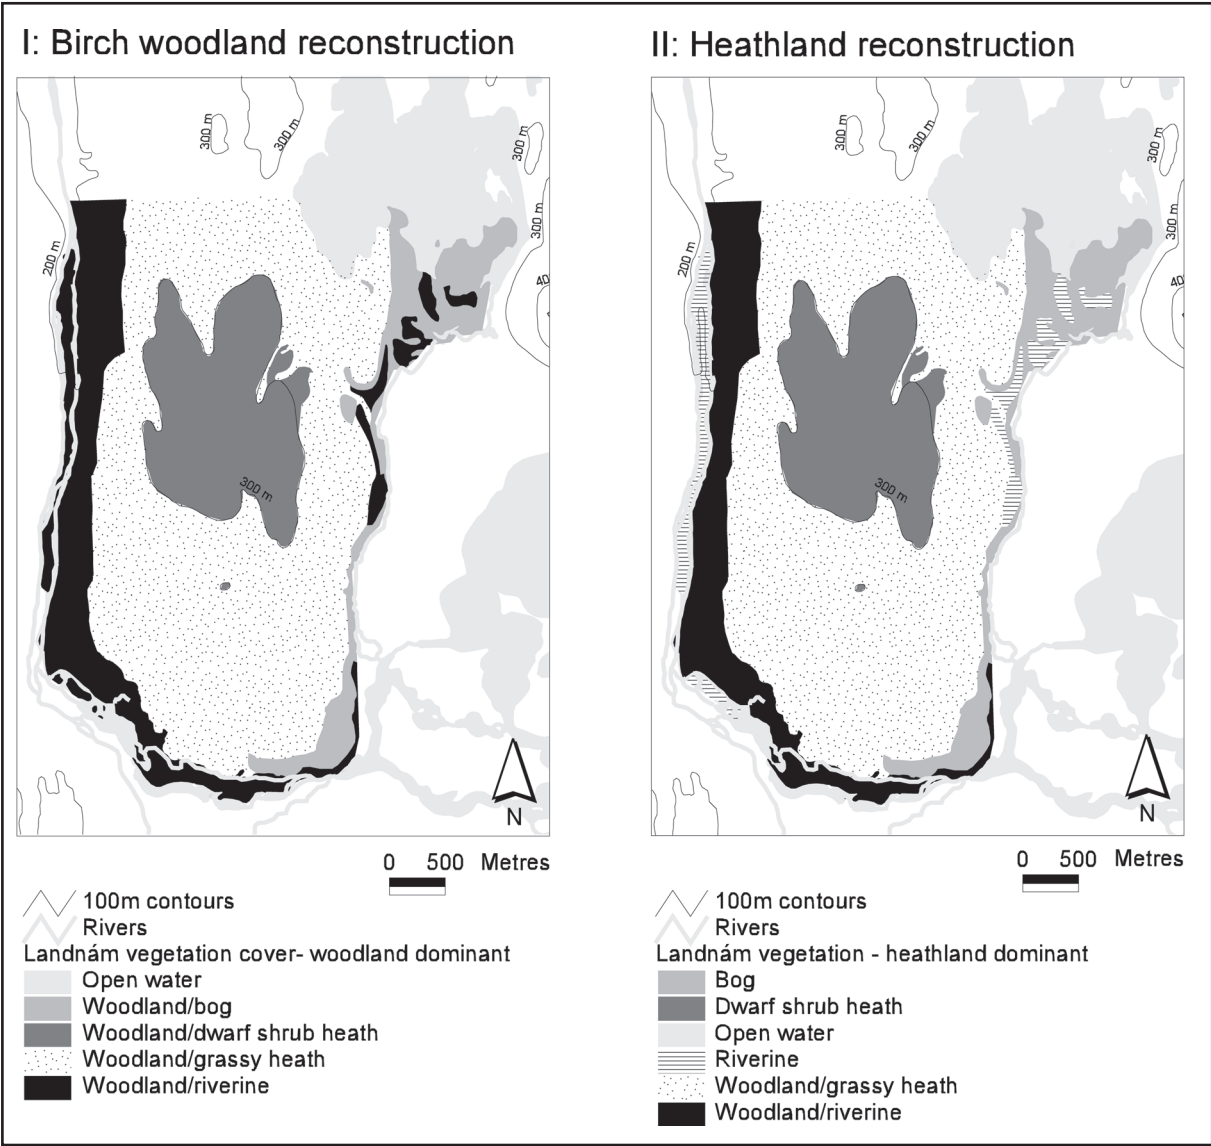 I: Birch woodland reconstruction
300 m
300 m
300 m
300 m
200 m
40
300 m
N
0 500 Metres
100m contours
Rivers
Landnám vegetation cover- woodland dominant
Open water
Woodland/bog
Woodland/dwarf shrub heath
Woodland/grassy heath
Woodland/riverine
II: Heathland reconstruction
300 m
300 m
300 m
300 m
200 m
40
300 m
N
0 500 Metres
100m contours
Rivers
Landnám vegetation - heathland dominant
Bog
Dwarf shrub heath
Open water
Riverine
Woodland/grassy heath
Woodland/riverine